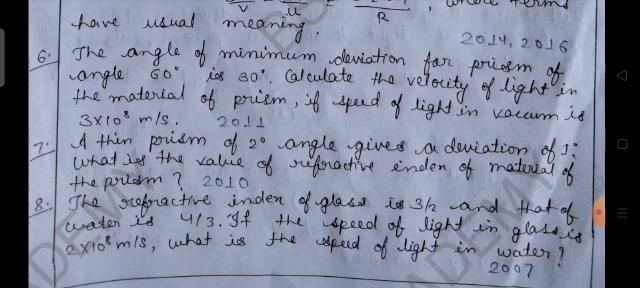 have usual meaning.
V u R , where terms
2014, 2016
6. The angle of minimum deviation for prism of
angle 60° is 30°. Calculate the velocity of light in
the material of prism, if speed of light in vaccum is
3×10⁸ m/s. 2011
7. A thin prism of 2° angle gives a deviation of 1°.
what is the value of refractive index of material of
the prism? 2010
8. The refractive index of glass is 3/2 and that of
water is 4/3. If the speed of light in glass is
2×10⁸ m/s, what is the speed of light in water?
2007